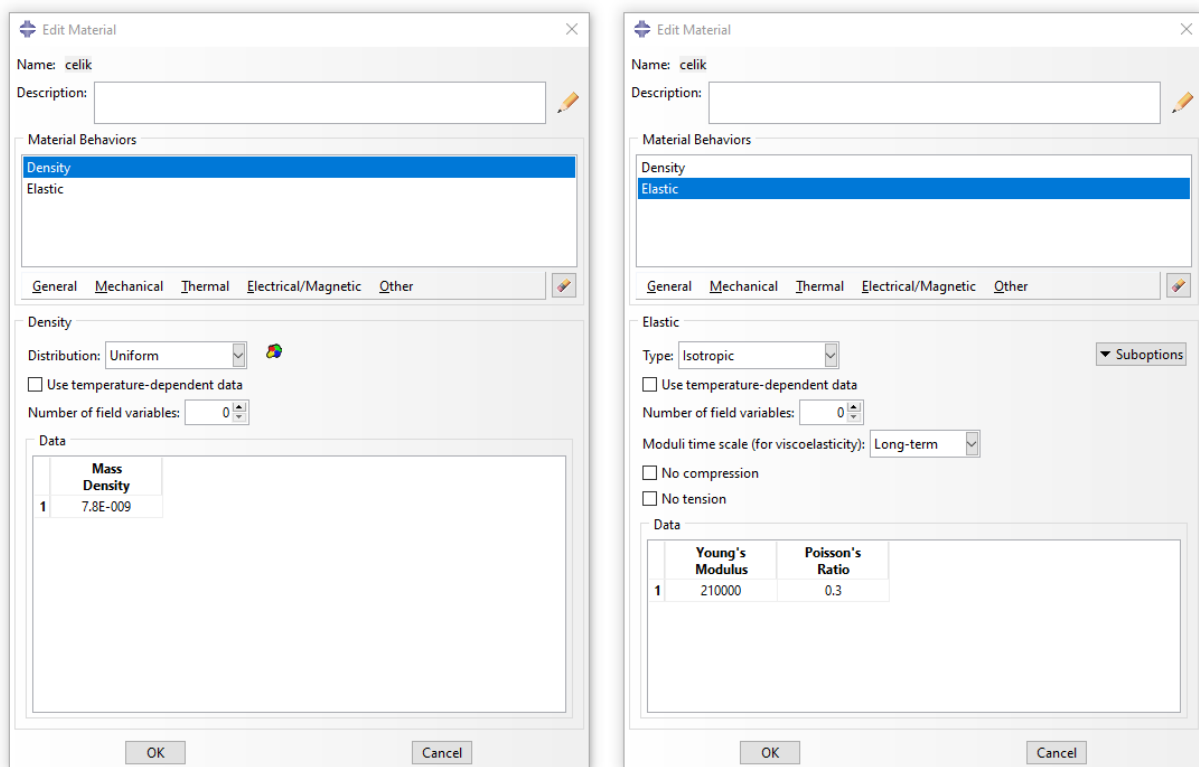 Edit Material
Name: celik
Description:
Material Behaviors
Density
Elastic
General Mechanical Thermal Electrical/Magnetic Other
Density
Distribution: Uniform
Use temperature-dependent data
Number of field variables: 0
Data
Mass
Density
1 7.8E-009
OK Cancel
Edit Material
Name: celik
Description:
Material Behaviors
Density
Elastic
General Mechanical Thermal Electrical/Magnetic Other
Elastic
Type: Isotropic Suboptions
Use temperature-dependent data
Number of field variables: 0
Moduli time scale (for viscoelasticity): Long-term
No compression
No tension
Data
Young's Poisson's
Modulus Ratio
1 210000 0.3
OK Cancel